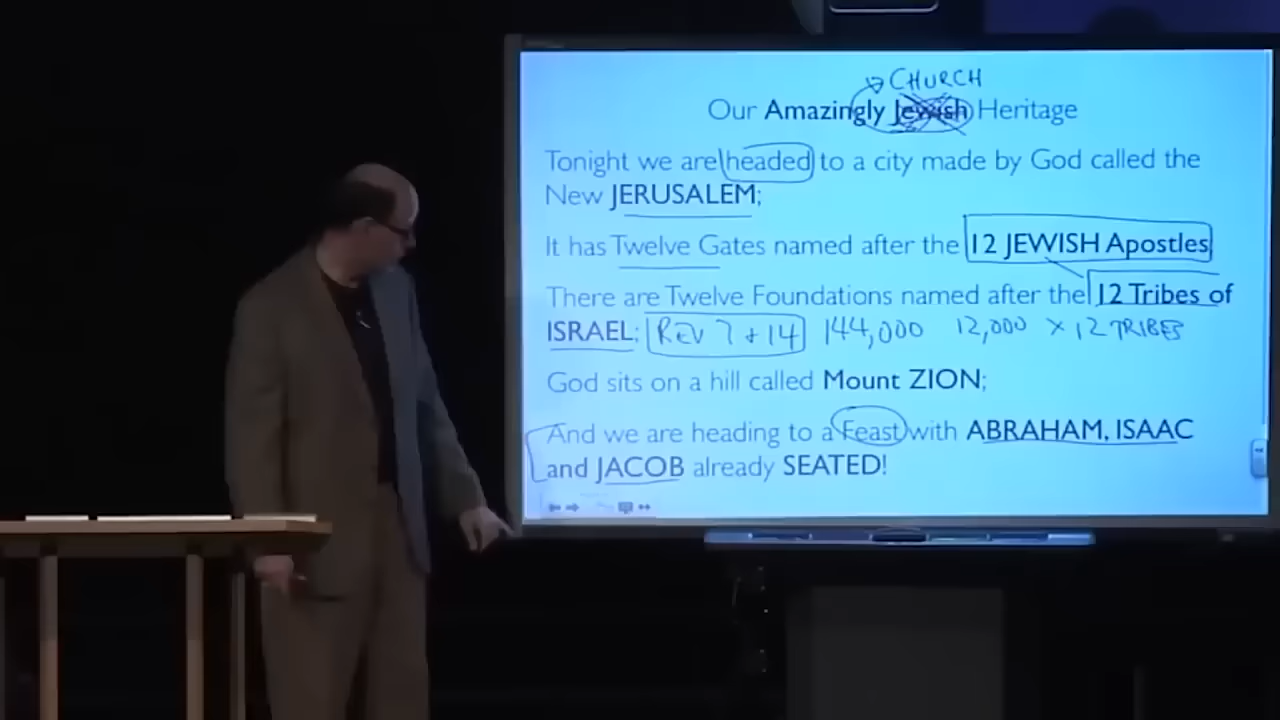 CHURCH
Our Amazingly Jewish Heritage
Tonight we are headed to a city made by God called the
New JERUSALEM;
It has Twelve Gates named after the 12 JEWISH Apostles
There are Twelve Foundations named after the 12 Tribes of
ISRAEL; REV 7 + 14 144,000 12,000 × 12 TRIBES
God sits on a hill called Mount ZION;
And we are heading to a Feast with ABRAHAM, ISAAC
and JACOB already SEATED!